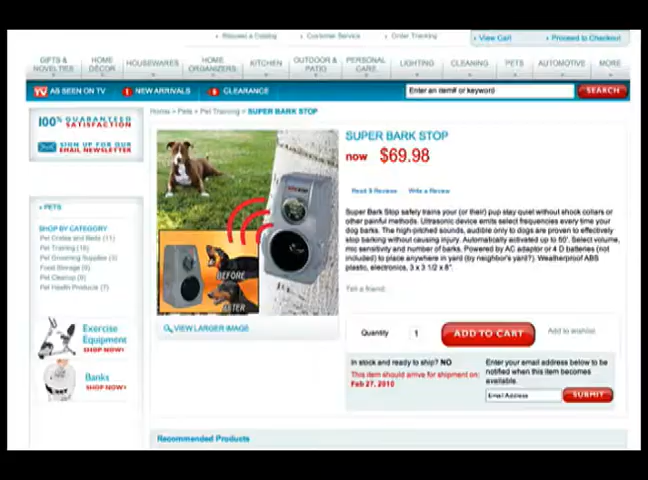 Request a Catalog
Customer Service
Order Tracking
View Cart
Proceed to Checkout
GIFTS & NOVELTIES
HOME DÉCOR
HOUSEWARES
HOME ORGANIZERS
KITCHEN
OUTDOOR & PATIO
PERSONAL CARE
LIGHTING
CLEANING
PETS
AUTOMOTIVE
MORE
TV AS SEEN ON TV
NEW ARRIVALS
CLEARANCE
Enter an item# or keyword
SEARCH
100% GUARANTEED
SATISFACTION
SIGN UP FOR OUR
EMAIL NEWSLETTER
Home » Pets » Pet Training » SUPER BARK STOP
PETS
SHOP BY CATEGORY
Pet Crates and Beds (11)
Pet Training (16)
Pet Grooming Supplies (3)
Food Storage (6)
Pet Cleanup (8)
Pet Health Products (7)
Exercise
Equipment
SHOP NOW!
Banks
SHOP NOW!
BEFORE
AFTER
VIEW LARGER IMAGE
SUPER BARK STOP
now $69.98
Read 9 Reviews
Write a Review
Super Bark Stop safely trains your (or their) pup stay quiet without shock collars or
other painful methods. Ultrasonic device emits select frequencies every time your
dog barks. The high-pitched sounds, audible only to dogs are proven to effectively
stop barking without causing injury. Automatically activated up to 50'. Select volume,
mic sensitivity and number of barks. Powered by AC adaptor or 4 D batteries (not
included) to place anywhere in yard (by neighbor's yard?). Weatherproof ABS
plastic, electronics, 3 x 3 1/2 x 6".
Tell a friend
Quantity
1
ADD TO CART
Add to wishlist
In stock and ready to ship? NO
This item should arrive for shipment on:
Feb 27, 2010
Enter your email address below to be
notified when this item becomes
available.
Email Address
SUBMIT
Recommended Products